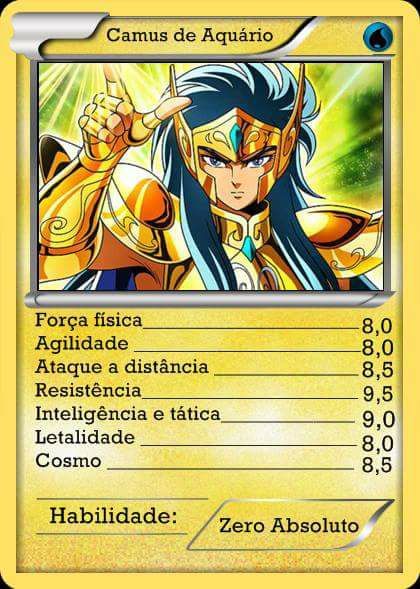 Camus de Aquário
Força física 8,0
Agilidade 8,0
Ataque a distância 8,5
Resistência 9,5
Inteligência e tática 9,0
Letalidade 8,0
Cosmo 8,5
Habilidade: Zero Absoluto